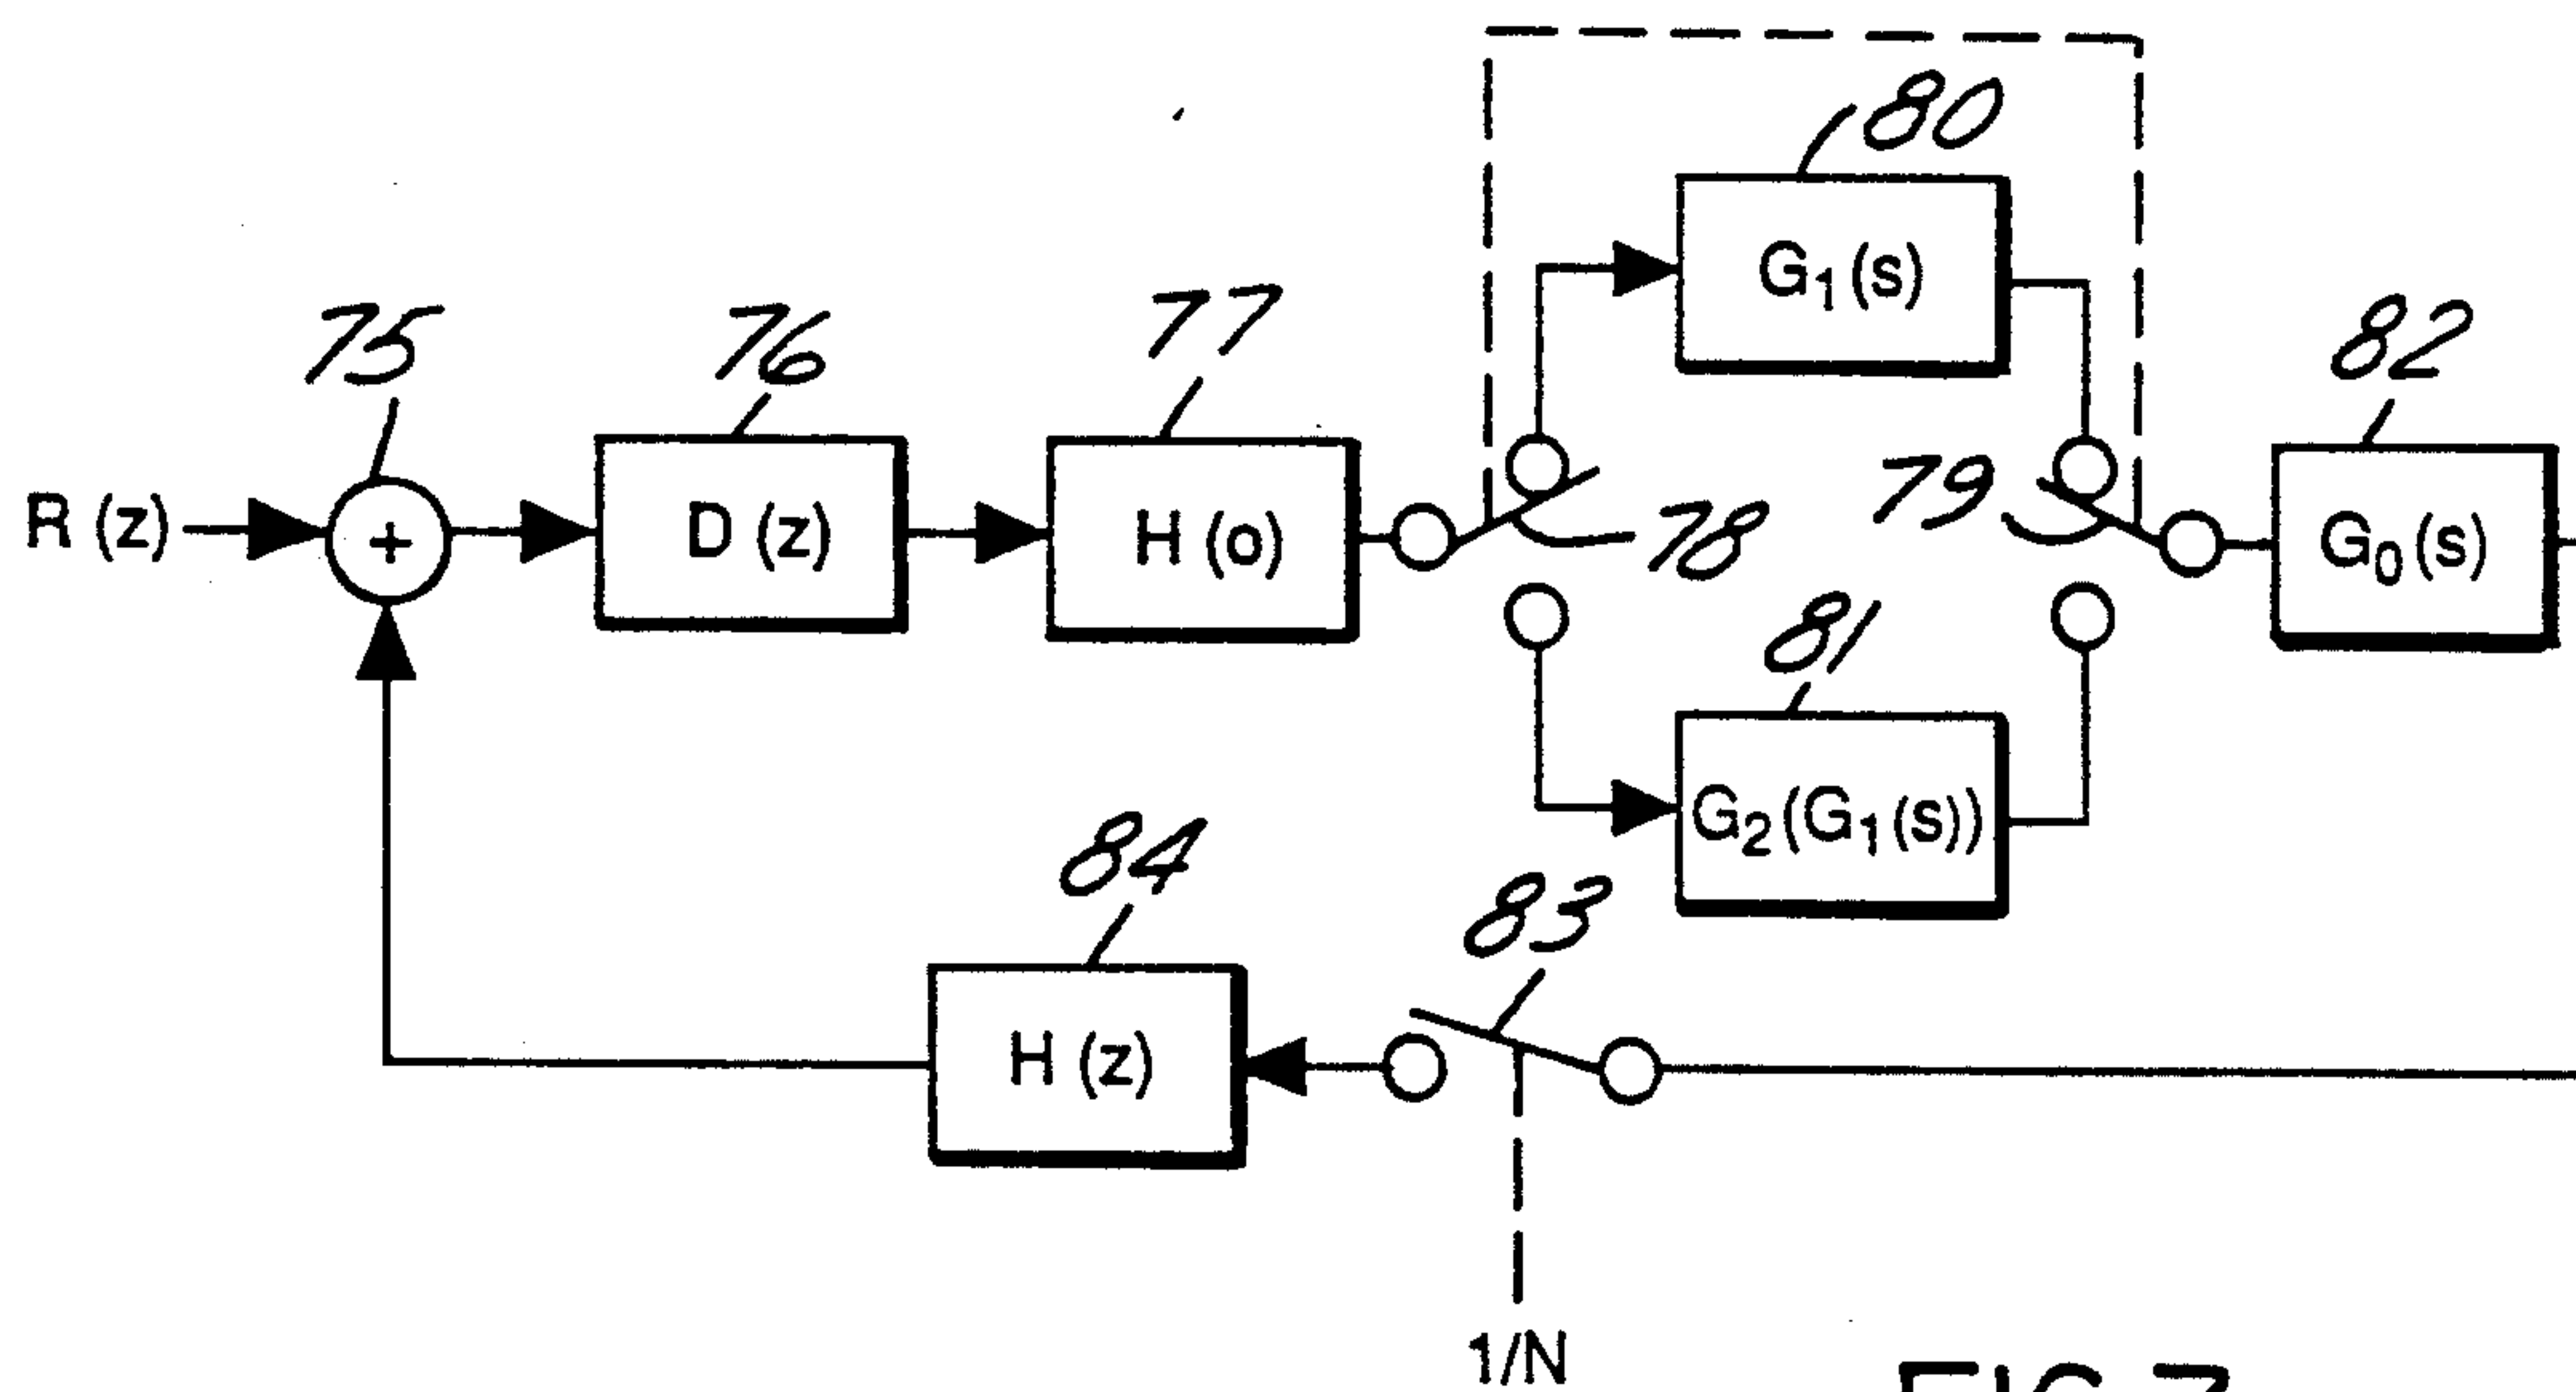 80
75
76
77
G1(s)
82
R (z)
+
D (z)
H (o)
78
79
G0(s)
81
84
G2(G1(s))
83
H (z)
1/N